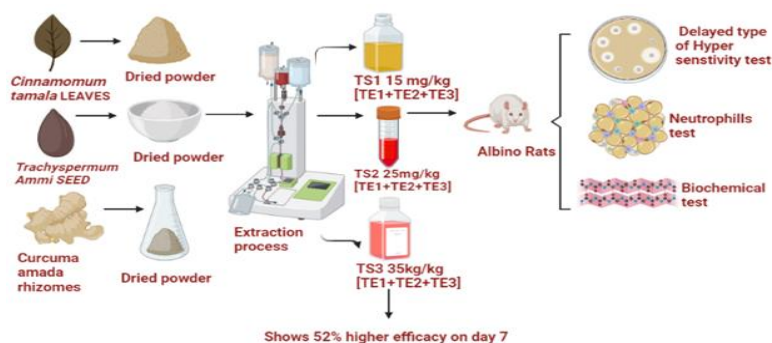 Cinnamomum
tamala LEAVES
Dried powder
Trachyspermum
Ammi SEED
Dried powder
Curcuma
amada
rhizomes
Dried powder
Extraction
process
TS1 15 mg/kg
[TE1+TE2+TE3]
TS2 25mg/kg
[TE1+TE2+TE3]
TS3 35kg/kg
[TE1+TE2+TE3]
Shows 52% higher efficacy on day 7
Albino Rats
Delayed type
of Hyper
senstivity test
Neutrophills
test
Biochemical
test